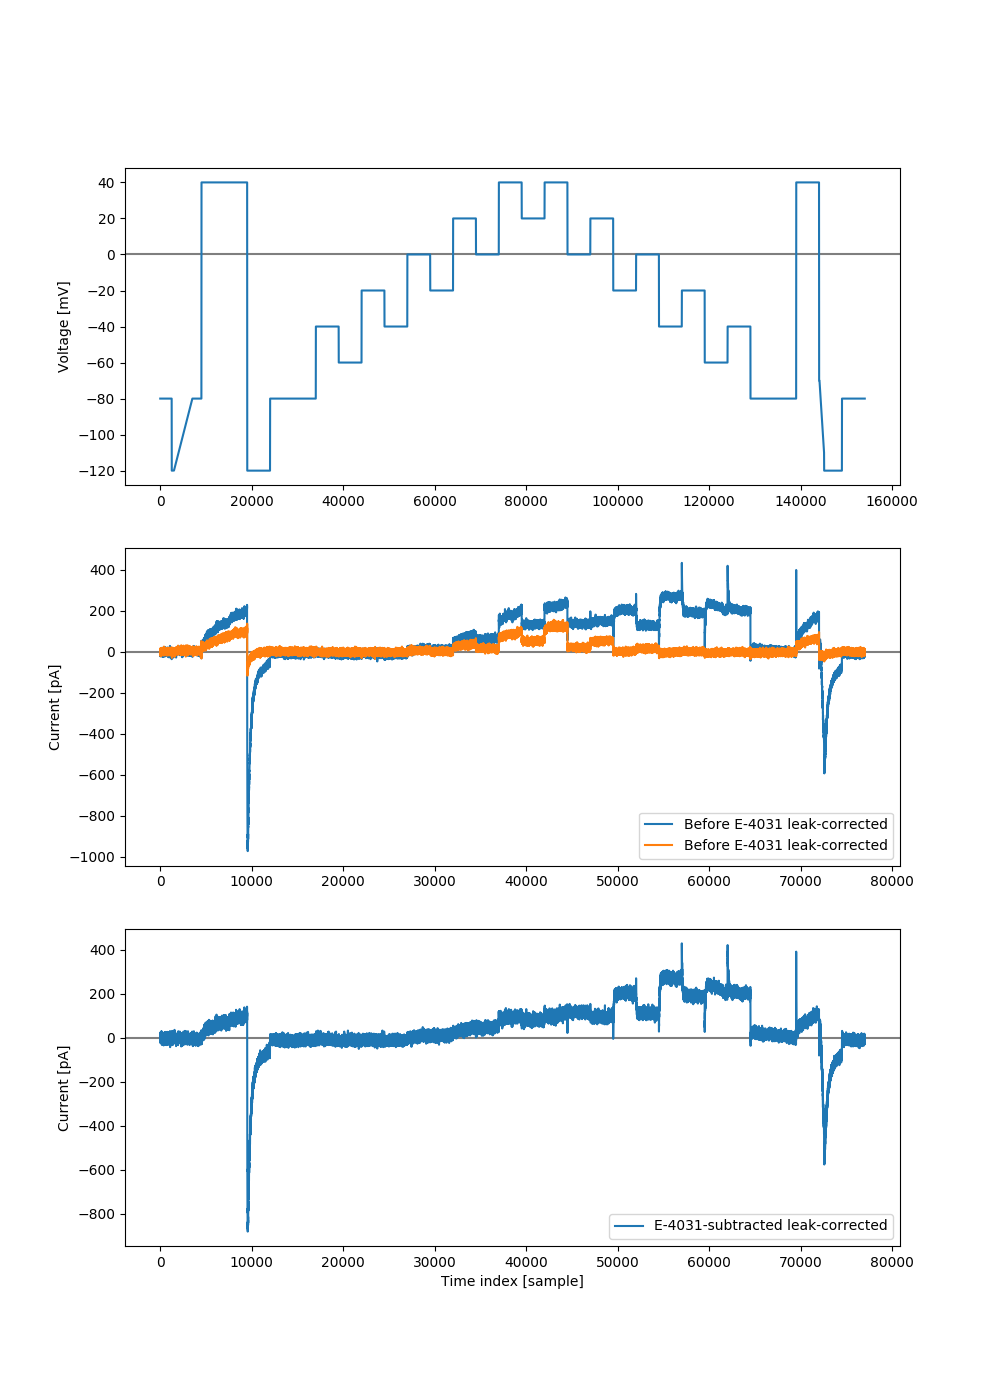 Voltage [mV]
40
20
0
−20
−40
−60
−80
−100
−120
0 20000 40000 60000 80000 100000 120000 140000 160000
Current [pA]
400
200
0
−200
−400
−600
−800
−1000
Before E-4031 leak-corrected
Before E-4031 leak-corrected
0 10000 20000 30000 40000 50000 60000 70000 80000
Current [pA]
400
200
0
−200
−400
−600
−800
E-4031-subtracted leak-corrected
0 10000 20000 30000 40000 50000 60000 70000 80000
Time index [sample]